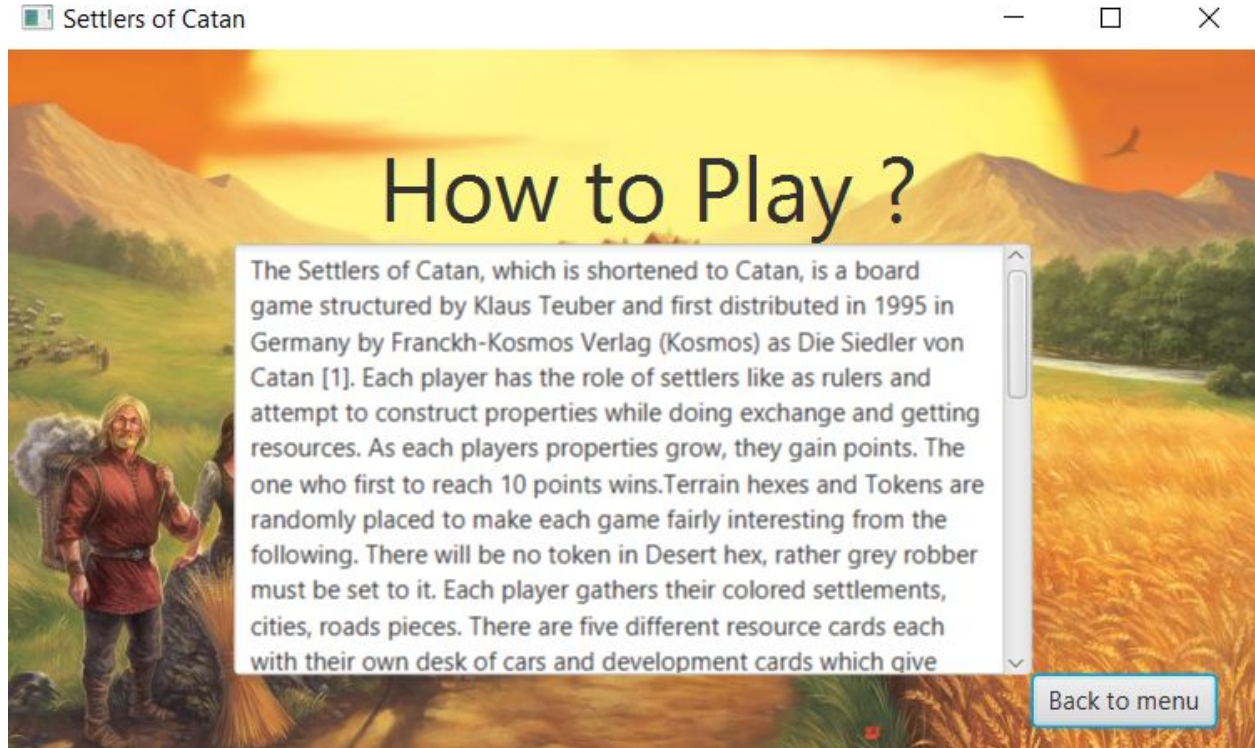 Settlers of Catan
How to Play ?
The Settlers of Catan, which is shortened to Catan, is a board
game structured by Klaus Teuber and first distributed in 1995 in
Germany by Franckh-Kosmos Verlag (Kosmos) as Die Siedler von
Catan [1]. Each player has the role of settlers like as rulers and
attempt to construct properties while doing exchange and getting
resources. As each players properties grow, they gain points. The
one who first to reach 10 points wins.Terrain hexes and Tokens are
randomly placed to make each game fairly interesting from the
following. There will be no token in Desert hex, rather grey robber
must be set to it. Each player gathers their colored settlements,
cities, roads pieces. There are five different resource cards each
with their own desk of cars and development cards which give
Back to menu